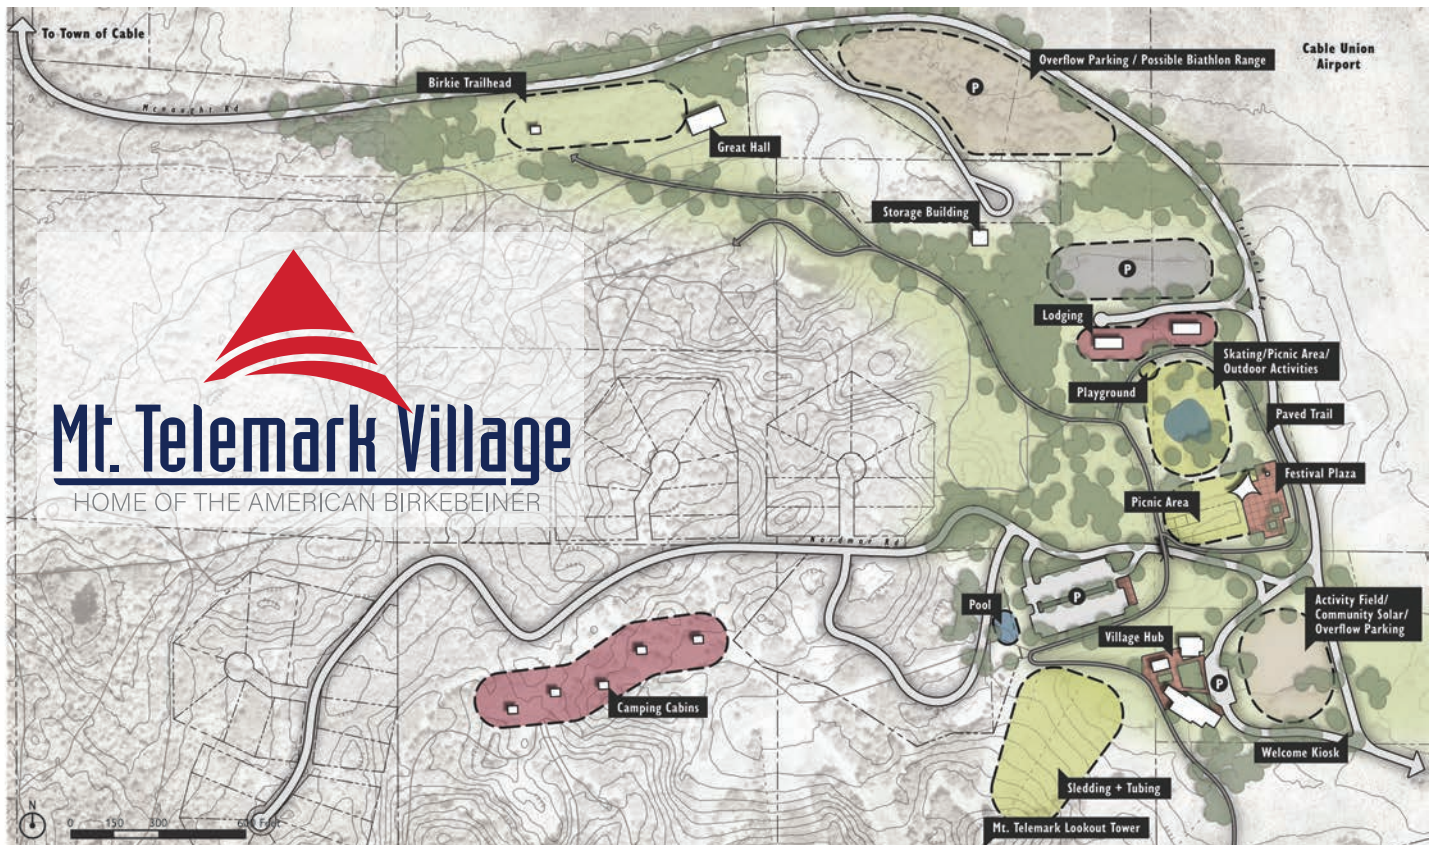 To Town of Cable
Mcnaught Rd
Birkie Trailhead
Great Hall
Overflow Parking / Possible Biathlon Range
P
Cable Union
Airport
Storage Building
P
Lodging
Skating/Picnic Area/
Outdoor Activities
Playground
Paved Trail
Festival Plaza
Picnic Area
Mt. Telemark Village
HOME OF THE AMERICAN BIRKEBEINER
Nordmor Rd
Pool
P
Village Hub
Activity Field/
Community Solar/
Overflow Parking
P
Camping Cabins
Welcome Kiosk
Sledding + Tubing
Mt. Telemark Lookout Tower
N
0 150 300 600 Feet